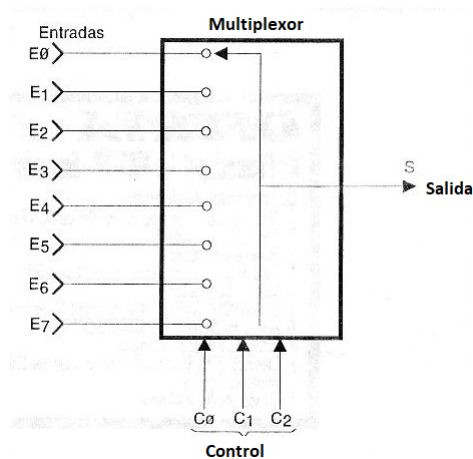 Multiplexor
Entradas
EØ
E1
E2
E3
E4
E5
E6
E7
S
Salida
CØ C1 C2
Control